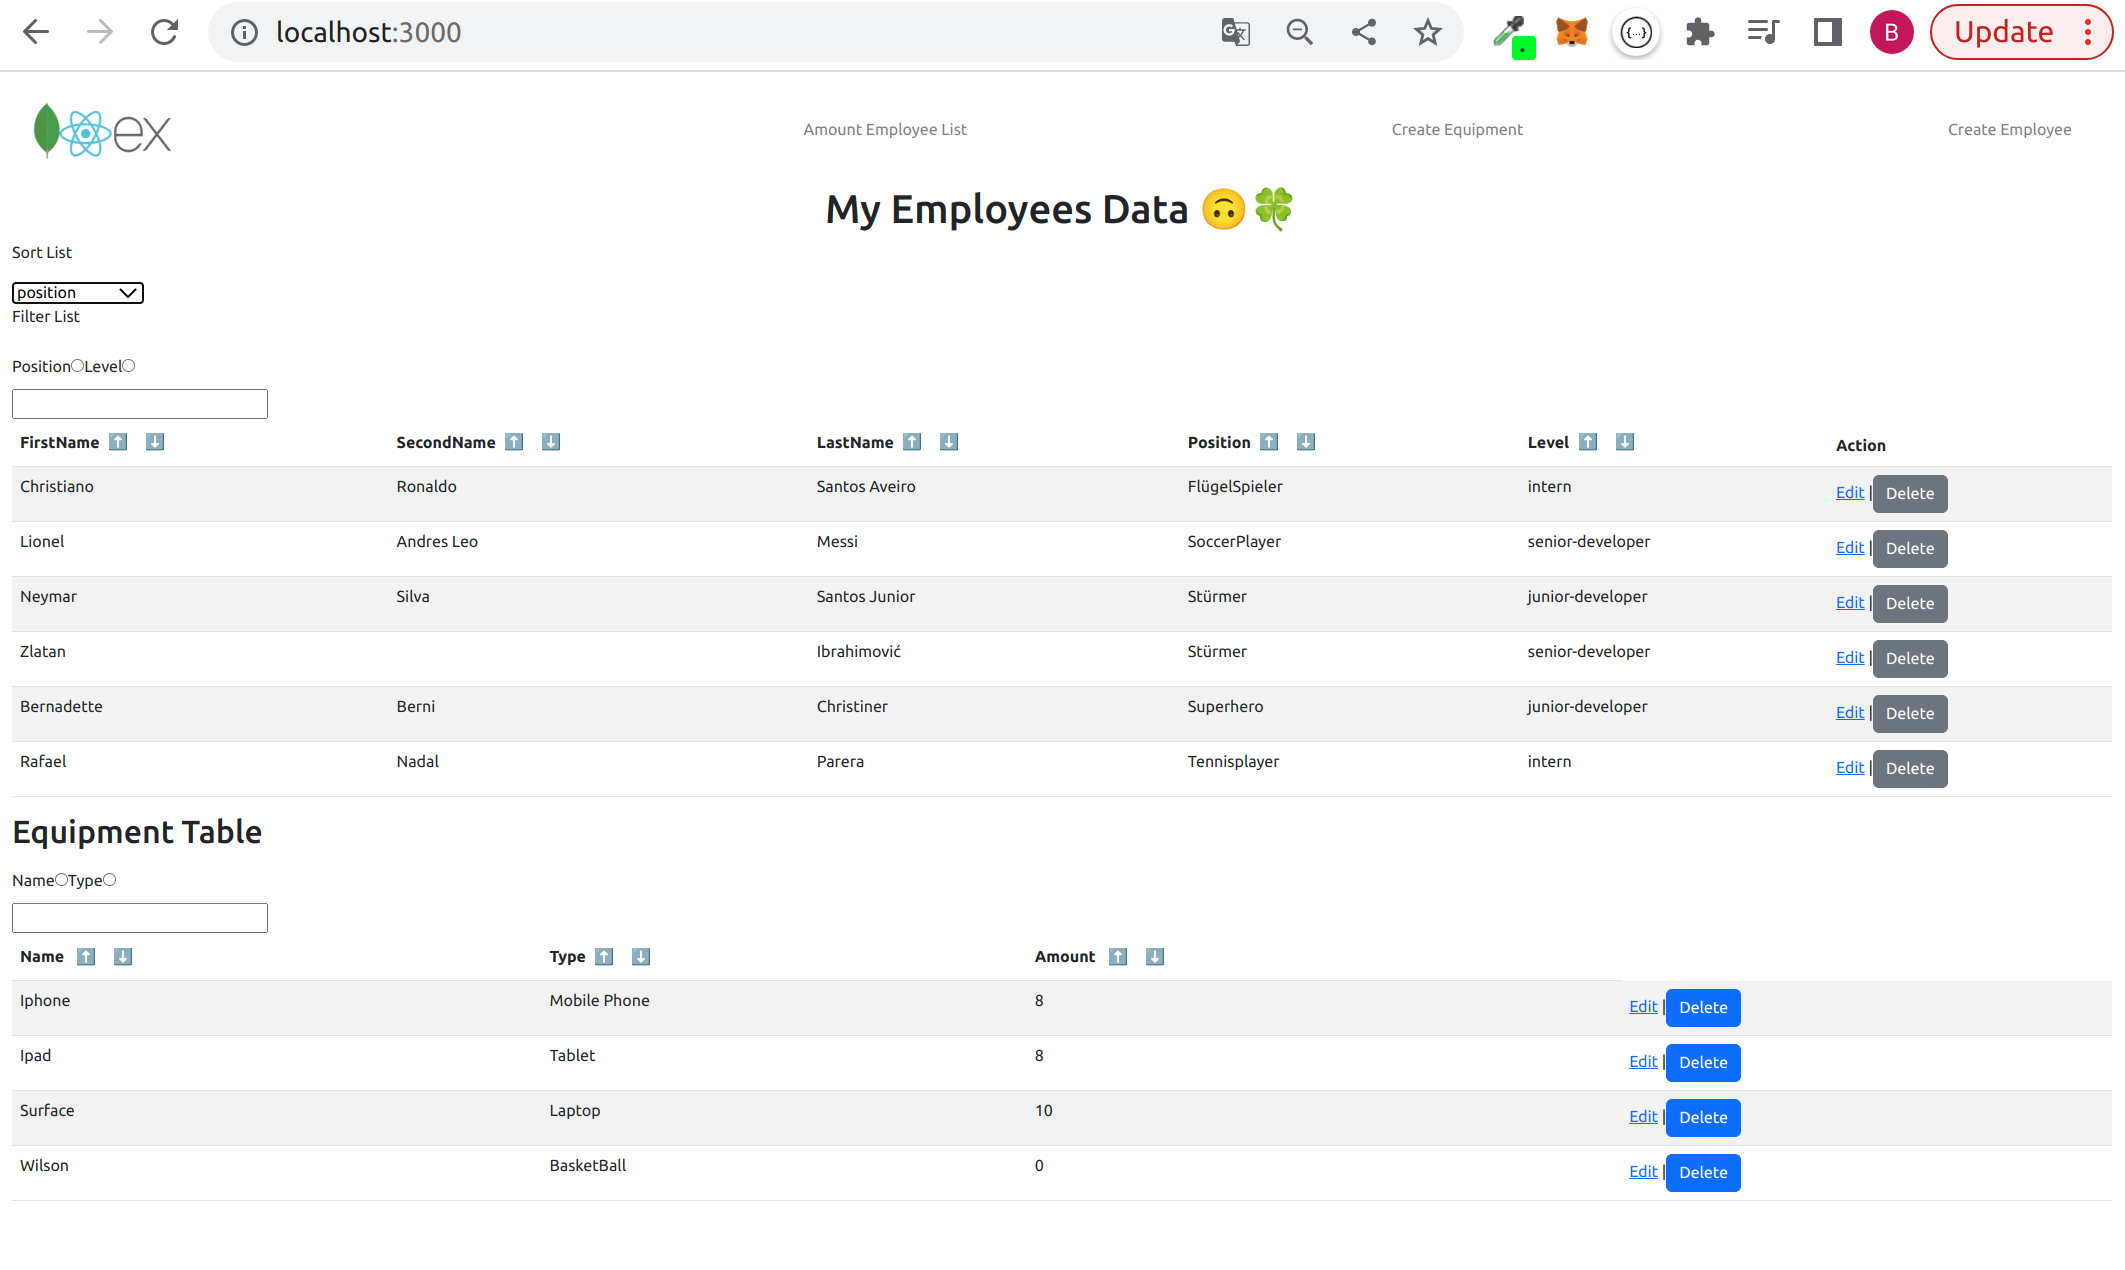 localhost:3000 B Update
ex Amount Employee List Create Equipment Create Employee
My Employees Data 🙃🍀
Sort List
position
Filter List
Position Level
FirstName ⬆️ ⬇️ SecondName ⬆️ ⬇️ LastName ⬆️ ⬇️ Position ⬆️ ⬇️ Level ⬆️ ⬇️ Action
Christiano Ronaldo Santos Aveiro FlügelSpieler intern Edit | Delete
Lionel Andres Leo Messi SoccerPlayer senior-developer Edit | Delete
Neymar Silva Santos Junior Stürmer junior-developer Edit | Delete
Zlatan Ibrahimović Stürmer senior-developer Edit | Delete
Bernadette Berni Christiner Superhero junior-developer Edit | Delete
Rafael Nadal Parera Tennisplayer intern Edit | Delete
Equipment Table
Name Type
Name ⬆️ ⬇️ Type ⬆️ ⬇️ Amount ⬆️ ⬇️
Iphone Mobile Phone 8 Edit | Delete
Ipad Tablet 8 Edit | Delete
Surface Laptop 10 Edit | Delete
Wilson BasketBall 0 Edit | Delete